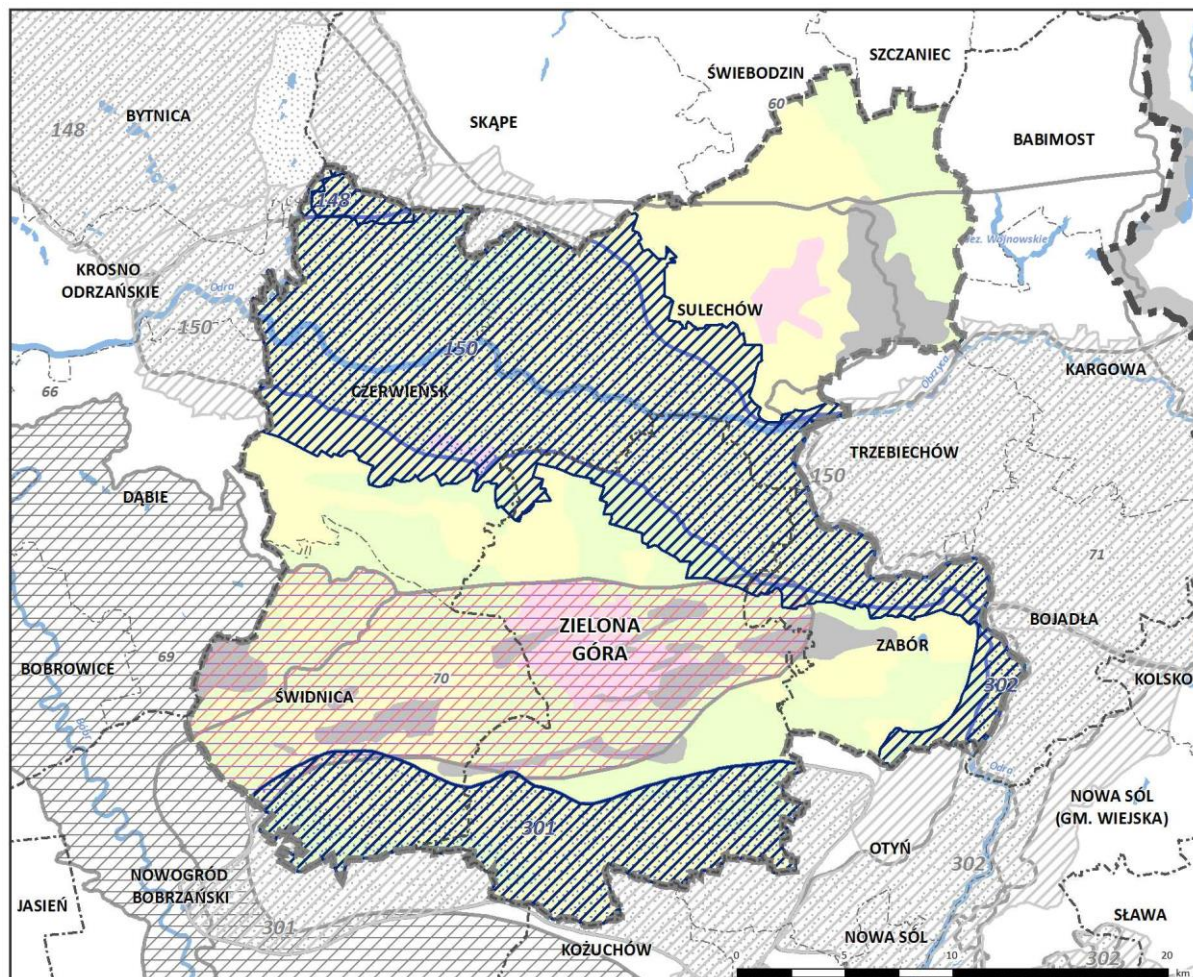 SZCZANIEC
ŚWIEBODZIN
60
BYTNICA
SKĄPE
148
BABIMOST
148
Jez. Wojnowskie
KROSNO
ODRZAŃSKIE
Odra
150
SULECHÓW
150
Obrzyca
KARGOWA
66
CZERWIEŃSK
TRZEBIECHÓW
150
DĄBIE
71
BOJADŁA
ZIELONA
GÓRA
ZABÓR
69
BOBROWICE
70
ŚWIDNICA
302
KOLSKO
Bóbr
Odra
NOWA SÓL
(GM. WIEJSKA)
301
OTYŃ
302
NOWOGRÓD
BOBRZAŃSKI
JASIEŃ
301
SŁAWA
KOŻUCHÓW
NOWA SÓL
302
0 5 10 20
km